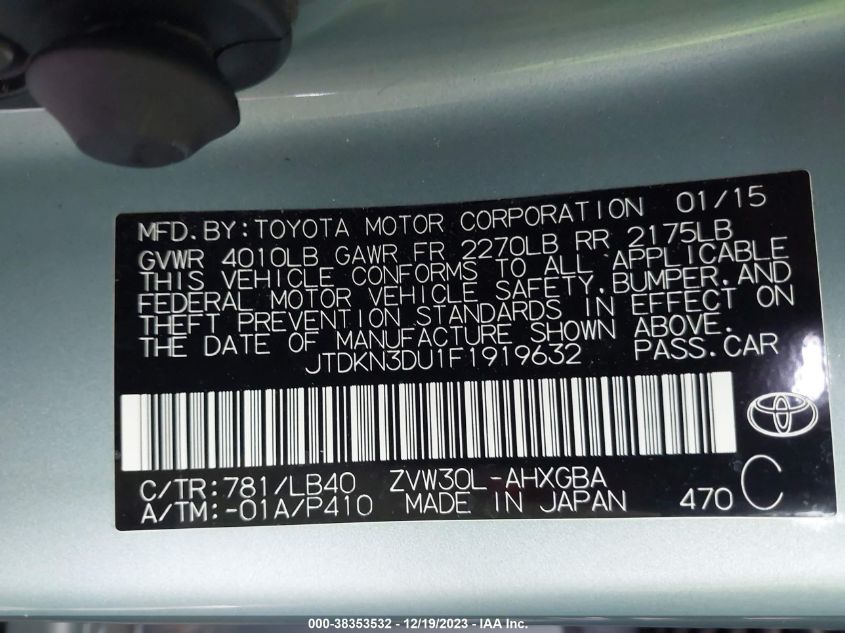 MFD. BY: TOYOTA MOTOR CORPORATION 01/15
GVWR 4010LB GAWR FR 2270LB RR 2175LB
THIS VEHICLE CONFORMS TO ALL APPLICABLE
FEDERAL MOTOR VEHICLE SAFETY, BUMPER, AND
THEFT PREVENTION STANDARDS IN EFFECT ON
THE DATE OF MANUFACTURE SHOWN ABOVE.
JTDKN3DU1F1919632 PASS. CAR
C/TR: 781/LB40 ZVW30L-AHXGBA
A/TM: -01A/P410 MADE IN JAPAN 470 C
000-38353532 - 12/19/2023 - IAA Inc.